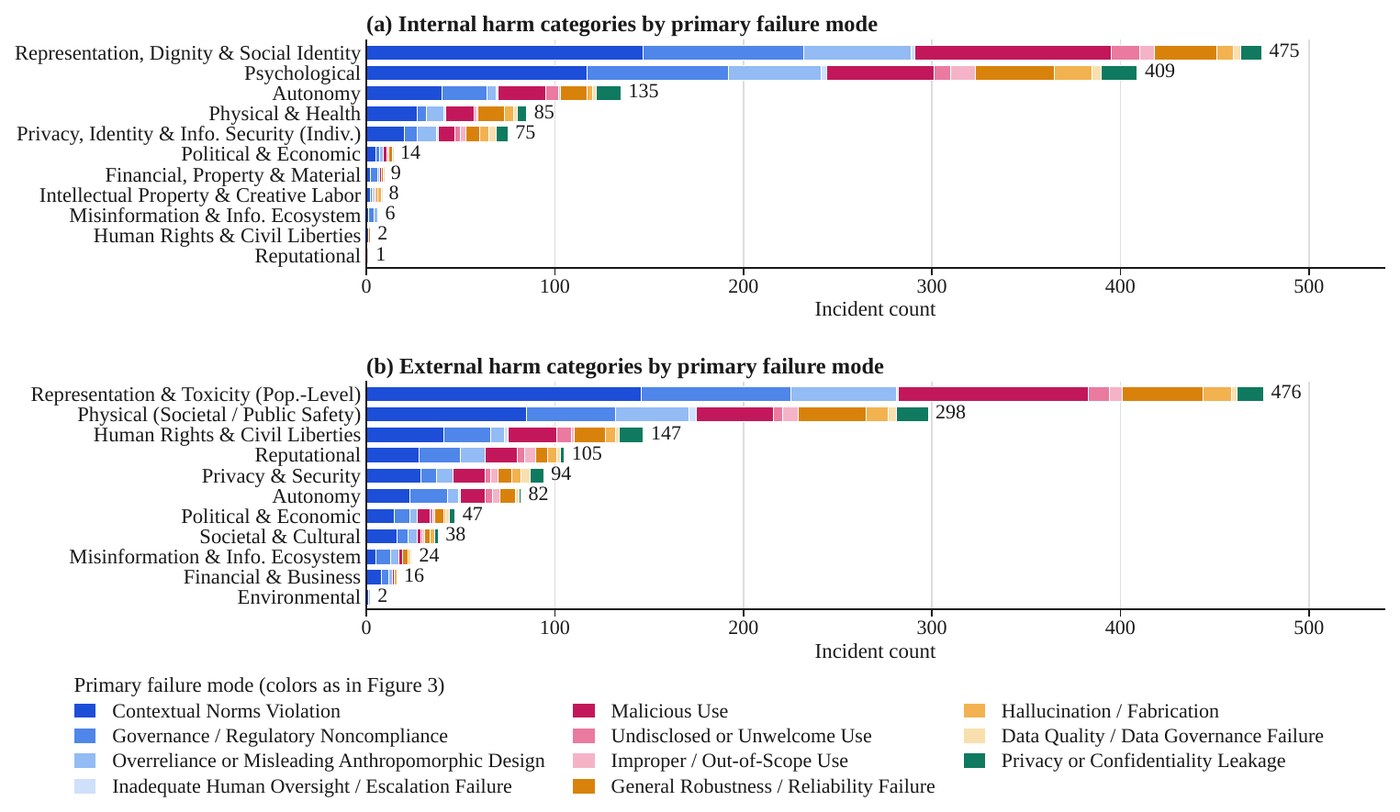 (a) Internal harm categories by primary failure mode
Representation, Dignity & Social Identity 475
Psychological 409
Autonomy 135
Physical & Health 85
Privacy, Identity & Info. Security (Indiv.) 75
Political & Economic 14
Financial, Property & Material 9
Intellectual Property & Creative Labor 8
Misinformation & Info. Ecosystem 6
Human Rights & Civil Liberties 2
Reputational 1
0 100 200 300 400 500
Incident count
(b) External harm categories by primary failure mode
Representation & Toxicity (Pop.-Level) 476
Physical (Societal / Public Safety) 298
Human Rights & Civil Liberties 147
Reputational 105
Privacy & Security 94
Autonomy 82
Political & Economic 47
Societal & Cultural 38
Misinformation & Info. Ecosystem 24
Financial & Business 16
Environmental 2
0 100 200 300 400 500
Incident count
Primary failure mode (colors as in Figure 3)
Contextual Norms Violation
Governance / Regulatory Noncompliance
Overreliance or Misleading Anthropomorphic Design
Inadequate Human Oversight / Escalation Failure
Malicious Use
Undisclosed or Unwelcome Use
Improper / Out-of-Scope Use
General Robustness / Reliability Failure
Hallucination / Fabrication
Data Quality / Data Governance Failure
Privacy or Confidentiality Leakage